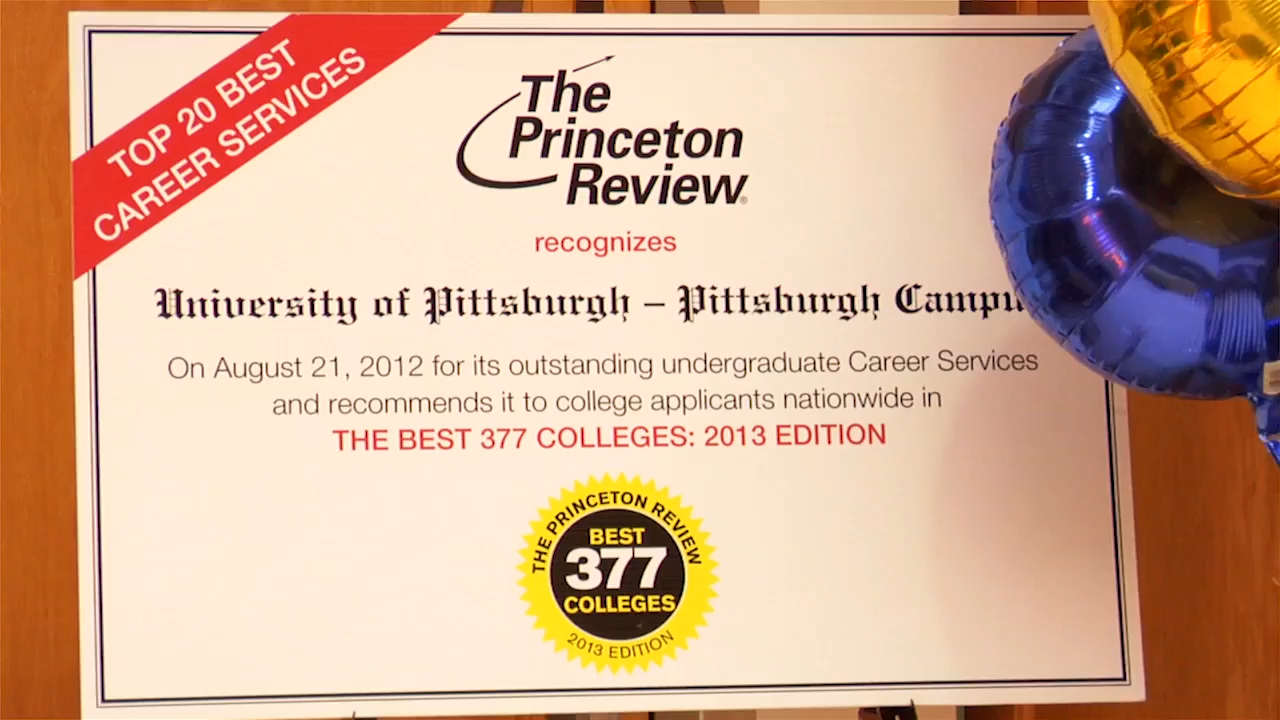 TOP 20 BEST
CAREER SERVICES
The
Princeton
Review®
recognizes
University of Pittsburgh – Pittsburgh Campu
On August 21, 2012 for its outstanding undergraduate Career Services
and recommends it to college applicants nationwide in
THE BEST 377 COLLEGES: 2013 EDITION
THE PRINCETON REVIEW
BEST
377
COLLEGES
2013 EDITION